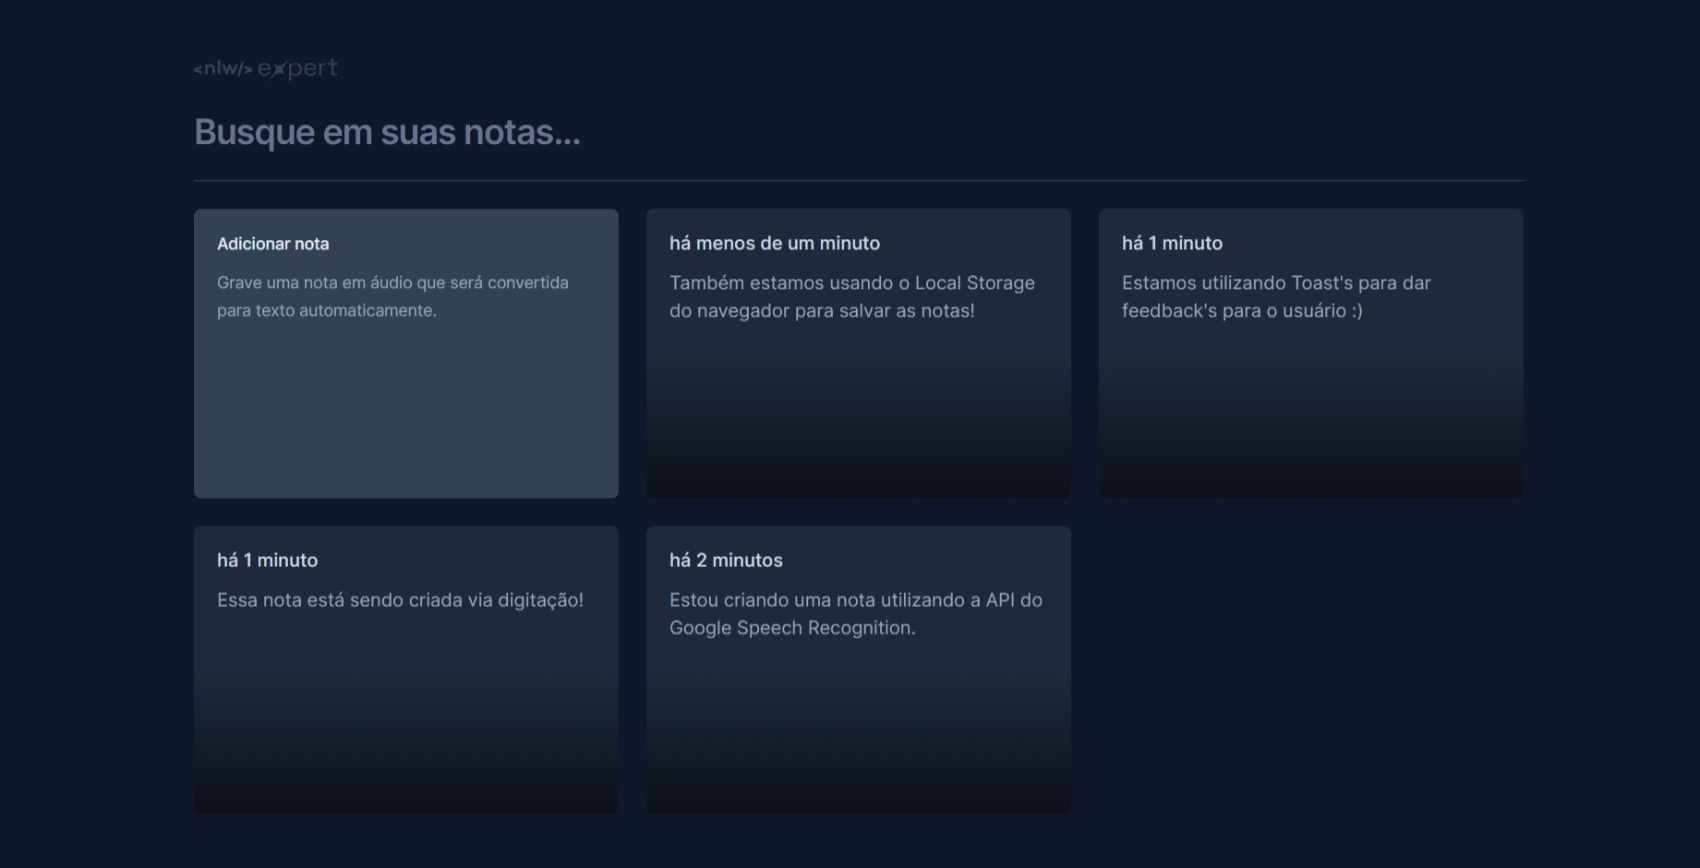 <nlw/> expert
Busque em suas notas...
Adicionar nota
Grave uma nota em áudio que será convertida
para texto automaticamente.
há menos de um minuto
Também estamos usando o Local Storage
do navegador para salvar as notas!
há 1 minuto
Estamos utilizando Toast's para dar
feedback's para o usuário :)
há 1 minuto
Essa nota está sendo criada via digitação!
há 2 minutos
Estou criando uma nota utilizando a API do
Google Speech Recognition.